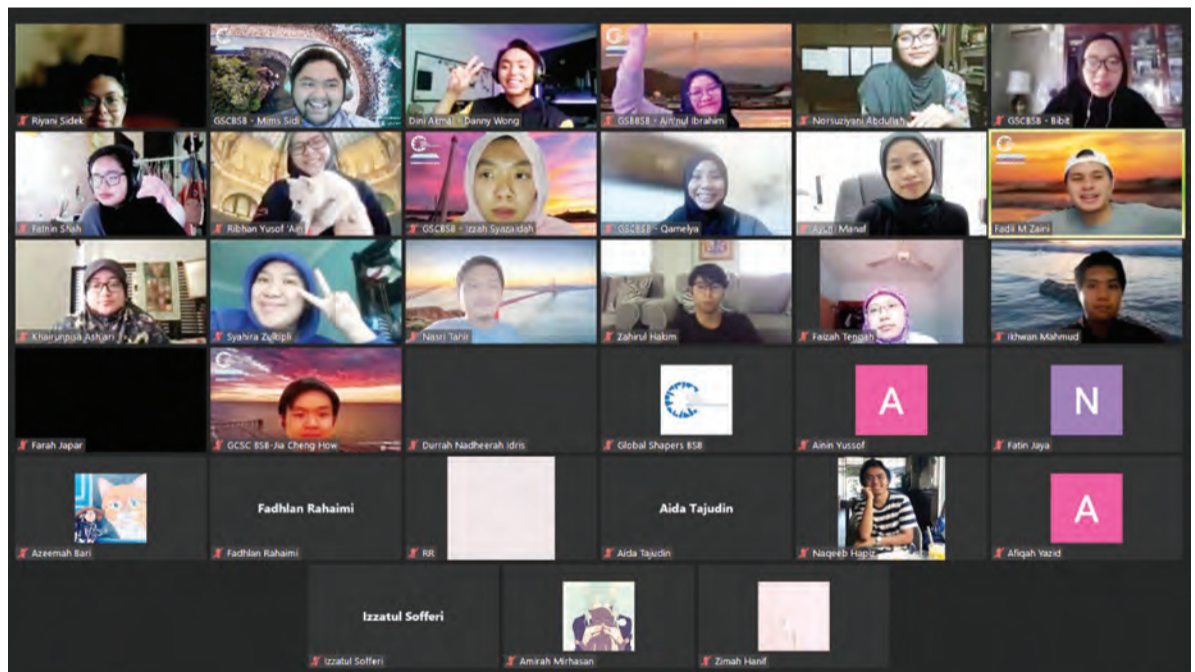 Riyani Sidek
GSCBSB - Mims Sidi
Dini Akmal - Danny Wong
GSBBSB - Ain'nul Ibrahim
Norsuziyani Abdullah
GSCBSB - Bibit
Fatnin Shah
Ribhan Yusof 'Ain
GSCBSB - Izzah Syazaidah
GSCBSB - Qamelya
Manaf
Fadli M Zaini
Khairunnisa Ash'ari
Syahira Zulkipli
Nasri Tahir
Zahirul Hakim
Faizah Tengah
Ikhwan Mahmud
Farah Japar
GCSC BSB-Jia Cheng How
Durrah Nadheerah Idris
Global Shapers BSB
A
Ainin Yussof
N
Fatin Jaya
Azeemah Bari
Fadhlan Rahaimi
Fadhlan Rahaimi
RR
Aida Tajudin
Aida Tajudin
Naqeeb Hapiz
A
Afiqah Yazid
Izzatul Sofferi
Izzatul Sofferi
Amirah Mirhasan
Zimah Hanif